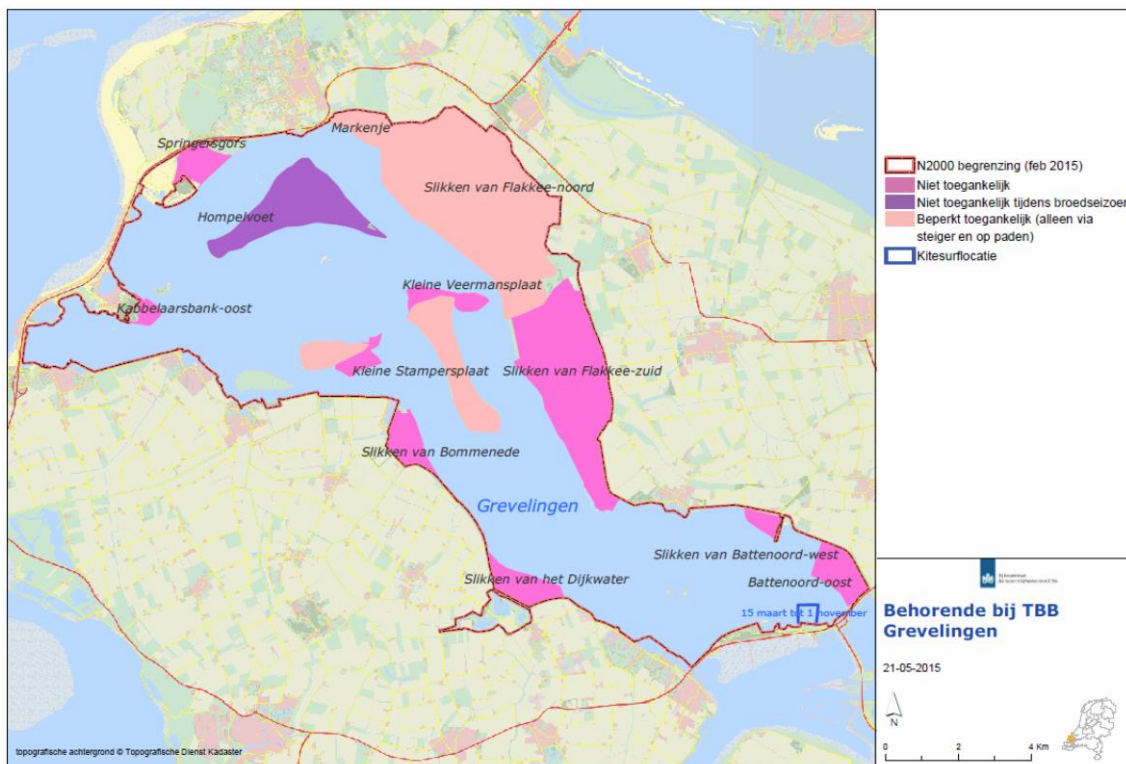 Markenje
Springersgors
Slikken van Flakkee-noord
Hompelvoet
Kleine Veermansplaat
Kabbelaarsbank-oost
Kleine Stampersplaat
Slikken van Flakkee-zuid
Slikken van Bommenede
Grevelingen
Slikken van Battenoord-west
Slikken van het Dijkwater
Battenoord-oost
15 maart tot 1 november
topografische achtergrond © Topografische Dienst Kadaster
N2000 begrenzing (feb 2015)
Niet toegankelijk
Niet toegankelijk tijdens broedseizoen
Beperkt toegankelijk (alleen via
steiger en op paden)
Kitesurflocatie
Behorende bij TBB
Grevelingen
21-05-2015
N
0 2 4 Km